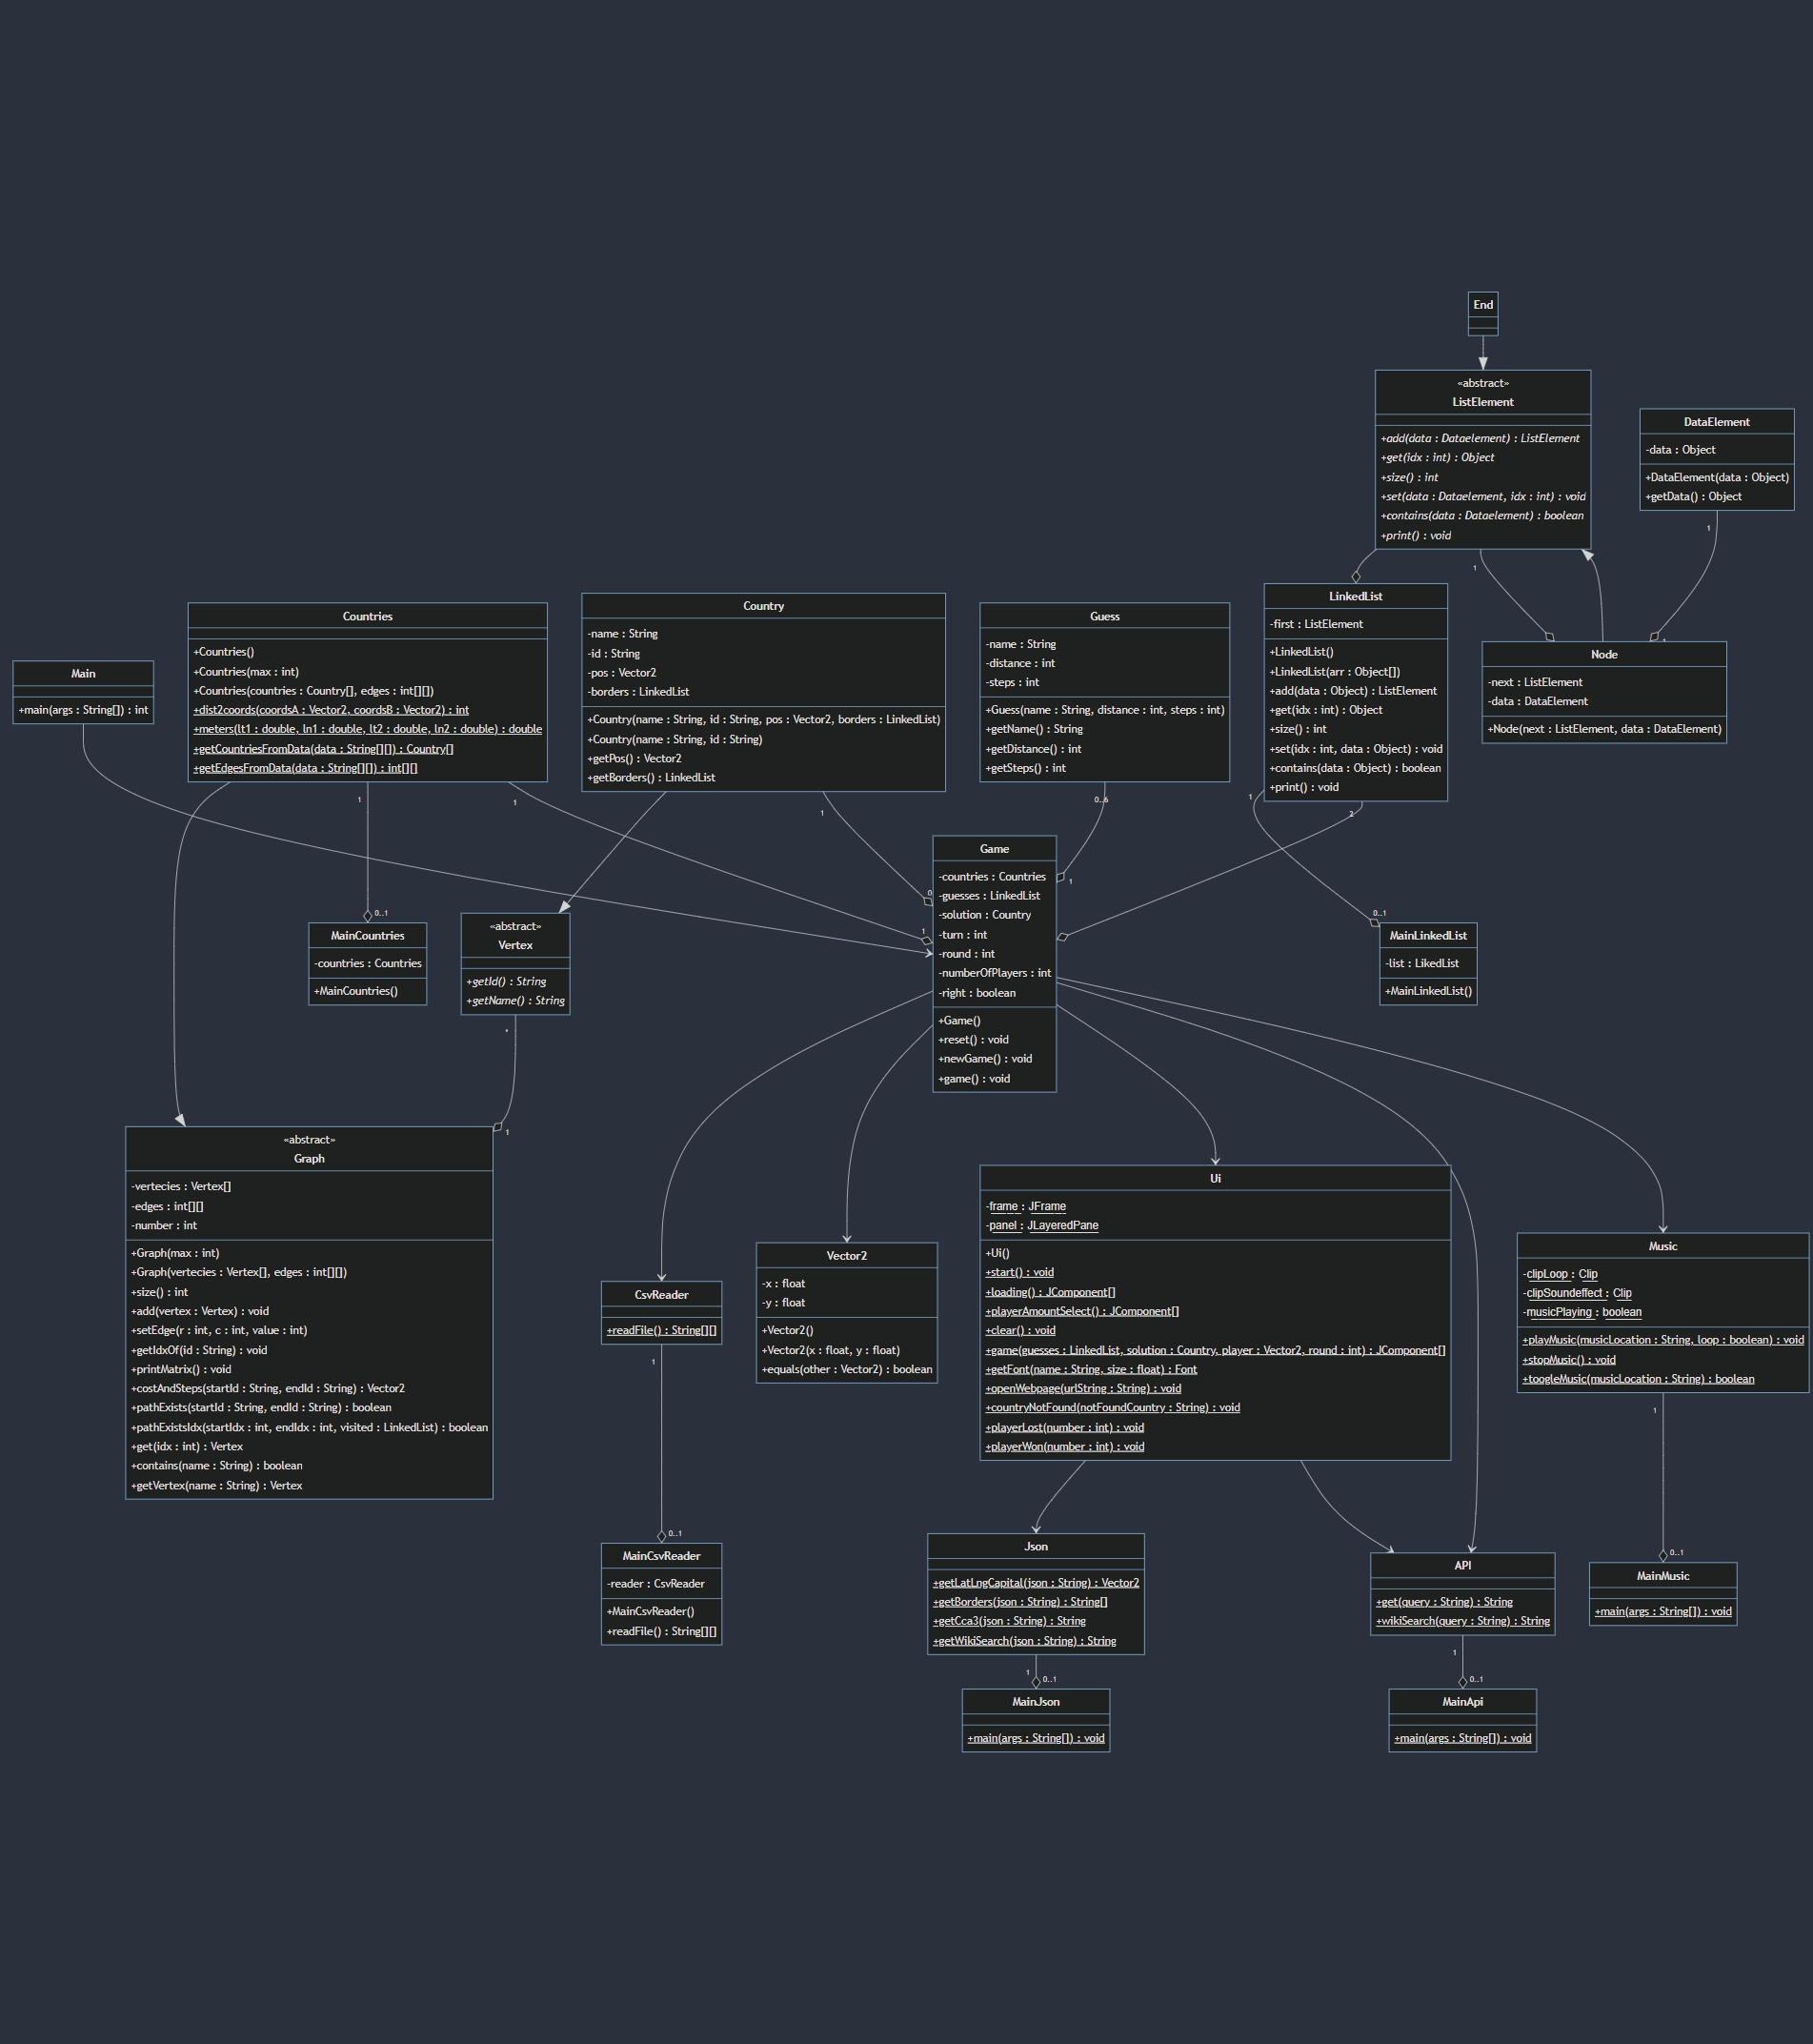 End
«abstract»
ListElement
+add(data : Dataelement) : ListElement
+get(idx : int) : Object
+size() : int
+set(data : Dataelement, idx : int) : void
+contains(data : Dataelement) : boolean
+print() : void
DataElement
-data : Object
+DataElement(data : Object)
+getData() : Object
1
1
Countries
+Countries()
+Countries(max : int)
+Countries(countries : Country[], edges : int[][])
+dist2coords(coordsA : Vector2, coordsB : Vector2) : int
+meters(lt1 : double, ln1 : double, lt2 : double, ln2 : double) : double
+getCountriesFromData(data : String[][]) : Country[]
+getEdgesFromData(data : String[][]) : int[][]
Country
-name : String
-id : String
-pos : Vector2
-borders : LinkedList
+Country(name : String, id : String, pos : Vector2, borders : LinkedList)
+Country(name : String, id : String)
+getPos() : Vector2
+getBorders() : LinkedList
Guess
-name : String
-distance : int
-steps : int
+Guess(name : String, distance : int, steps : int)
+getName() : String
+getDistance() : int
+getSteps() : int
LinkedList
-first : ListElement
+LinkedList()
+LinkedList(arr : Object[])
+add(data : Object) : ListElement
+get(idx : int) : Object
+size() : int
+set(idx : int, data : Object) : void
+contains(data : Object) : boolean
+print() : void
Node
-next : ListElement
-data : DataElement
+Node(next : ListElement, data : DataElement)
Main
+main(args : String[]) : int
1
1
1
0..6
1
2
Game
-countries : Countries
-guesses : LinkedList
-solution : Country
-turn : int
-round : int
-numberOfPlayers : int
-right : boolean
+Game()
+reset() : void
+newGame() : void
+game() : void
1
0
1
0..1
0..1
MainCountries
-countries : Countries
+MainCountries()
«abstract»
Vertex
+getId() : String
+getName() : String
MainLinkedList
-list : LikedList
+MainLinkedList()
*
1
«abstract»
Graph
-vertecies : Vertex[]
-edges : int[][]
-number : int
+Graph(max : int)
+Graph(vertecies : Vertex[], edges : int[][])
+size() : int
+add(vertex : Vertex) : void
+setEdge(r : int, c : int, value : int)
+getIdxOf(id : String) : void
+printMatrix() : void
+costAndSteps(startId : String, endId : String) : Vector2
+pathExists(startId : String, endId : String) : boolean
+pathExistsIdx(startIdx : int, endIdx : int, visited : LinkedList) : boolean
+get(idx : int) : Vertex
+contains(name : String) : boolean
+getVertex(name : String) : Vertex
CsvReader
+readFile() : String[][]
Vector2
-x : float
-y : float
+Vector2()
+Vector2(x : float, y : float)
+equals(other : Vector2) : boolean
Ui
-frame : JFrame
-panel : JLayeredPane
+Ui()
+start() : void
+loading() : JComponent[]
+playerAmountSelect() : JComponent[]
+clear() : void
+game(guesses : LinkedList, solution : Country, player : Vector2, round : int) : JComponent[]
+getFont(name : String, size : float) : Font
+openWebpage(urlString : String) : void
+countryNotFound(notFoundCountry : String) : void
+playerLost(number : int) : void
+playerWon(number : int) : void
Music
-clipLoop : Clip
-clipSoundeffect : Clip
-musicPlaying : boolean
+playMusic(musicLocation : String, loop : boolean) : void
+stopMusic() : void
+toogleMusic(musicLocation : String) : boolean
1
1
0..1
0..1
MainCsvReader
-reader : CsvReader
+MainCsvReader()
+readFile() : String[][]
Json
+getLatLngCapital(json : String) : Vector2
+getBorders(json : String) : String[]
+getCca3(json : String) : String
+getWikiSearch(json : String) : String
API
+get(query : String) : String
+wikiSearch(query : String) : String
MainMusic
+main(args : String[]) : void
1
0..1
1
0..1
MainJson
+main(args : String[]) : void
MainApi
+main(args : String[]) : void